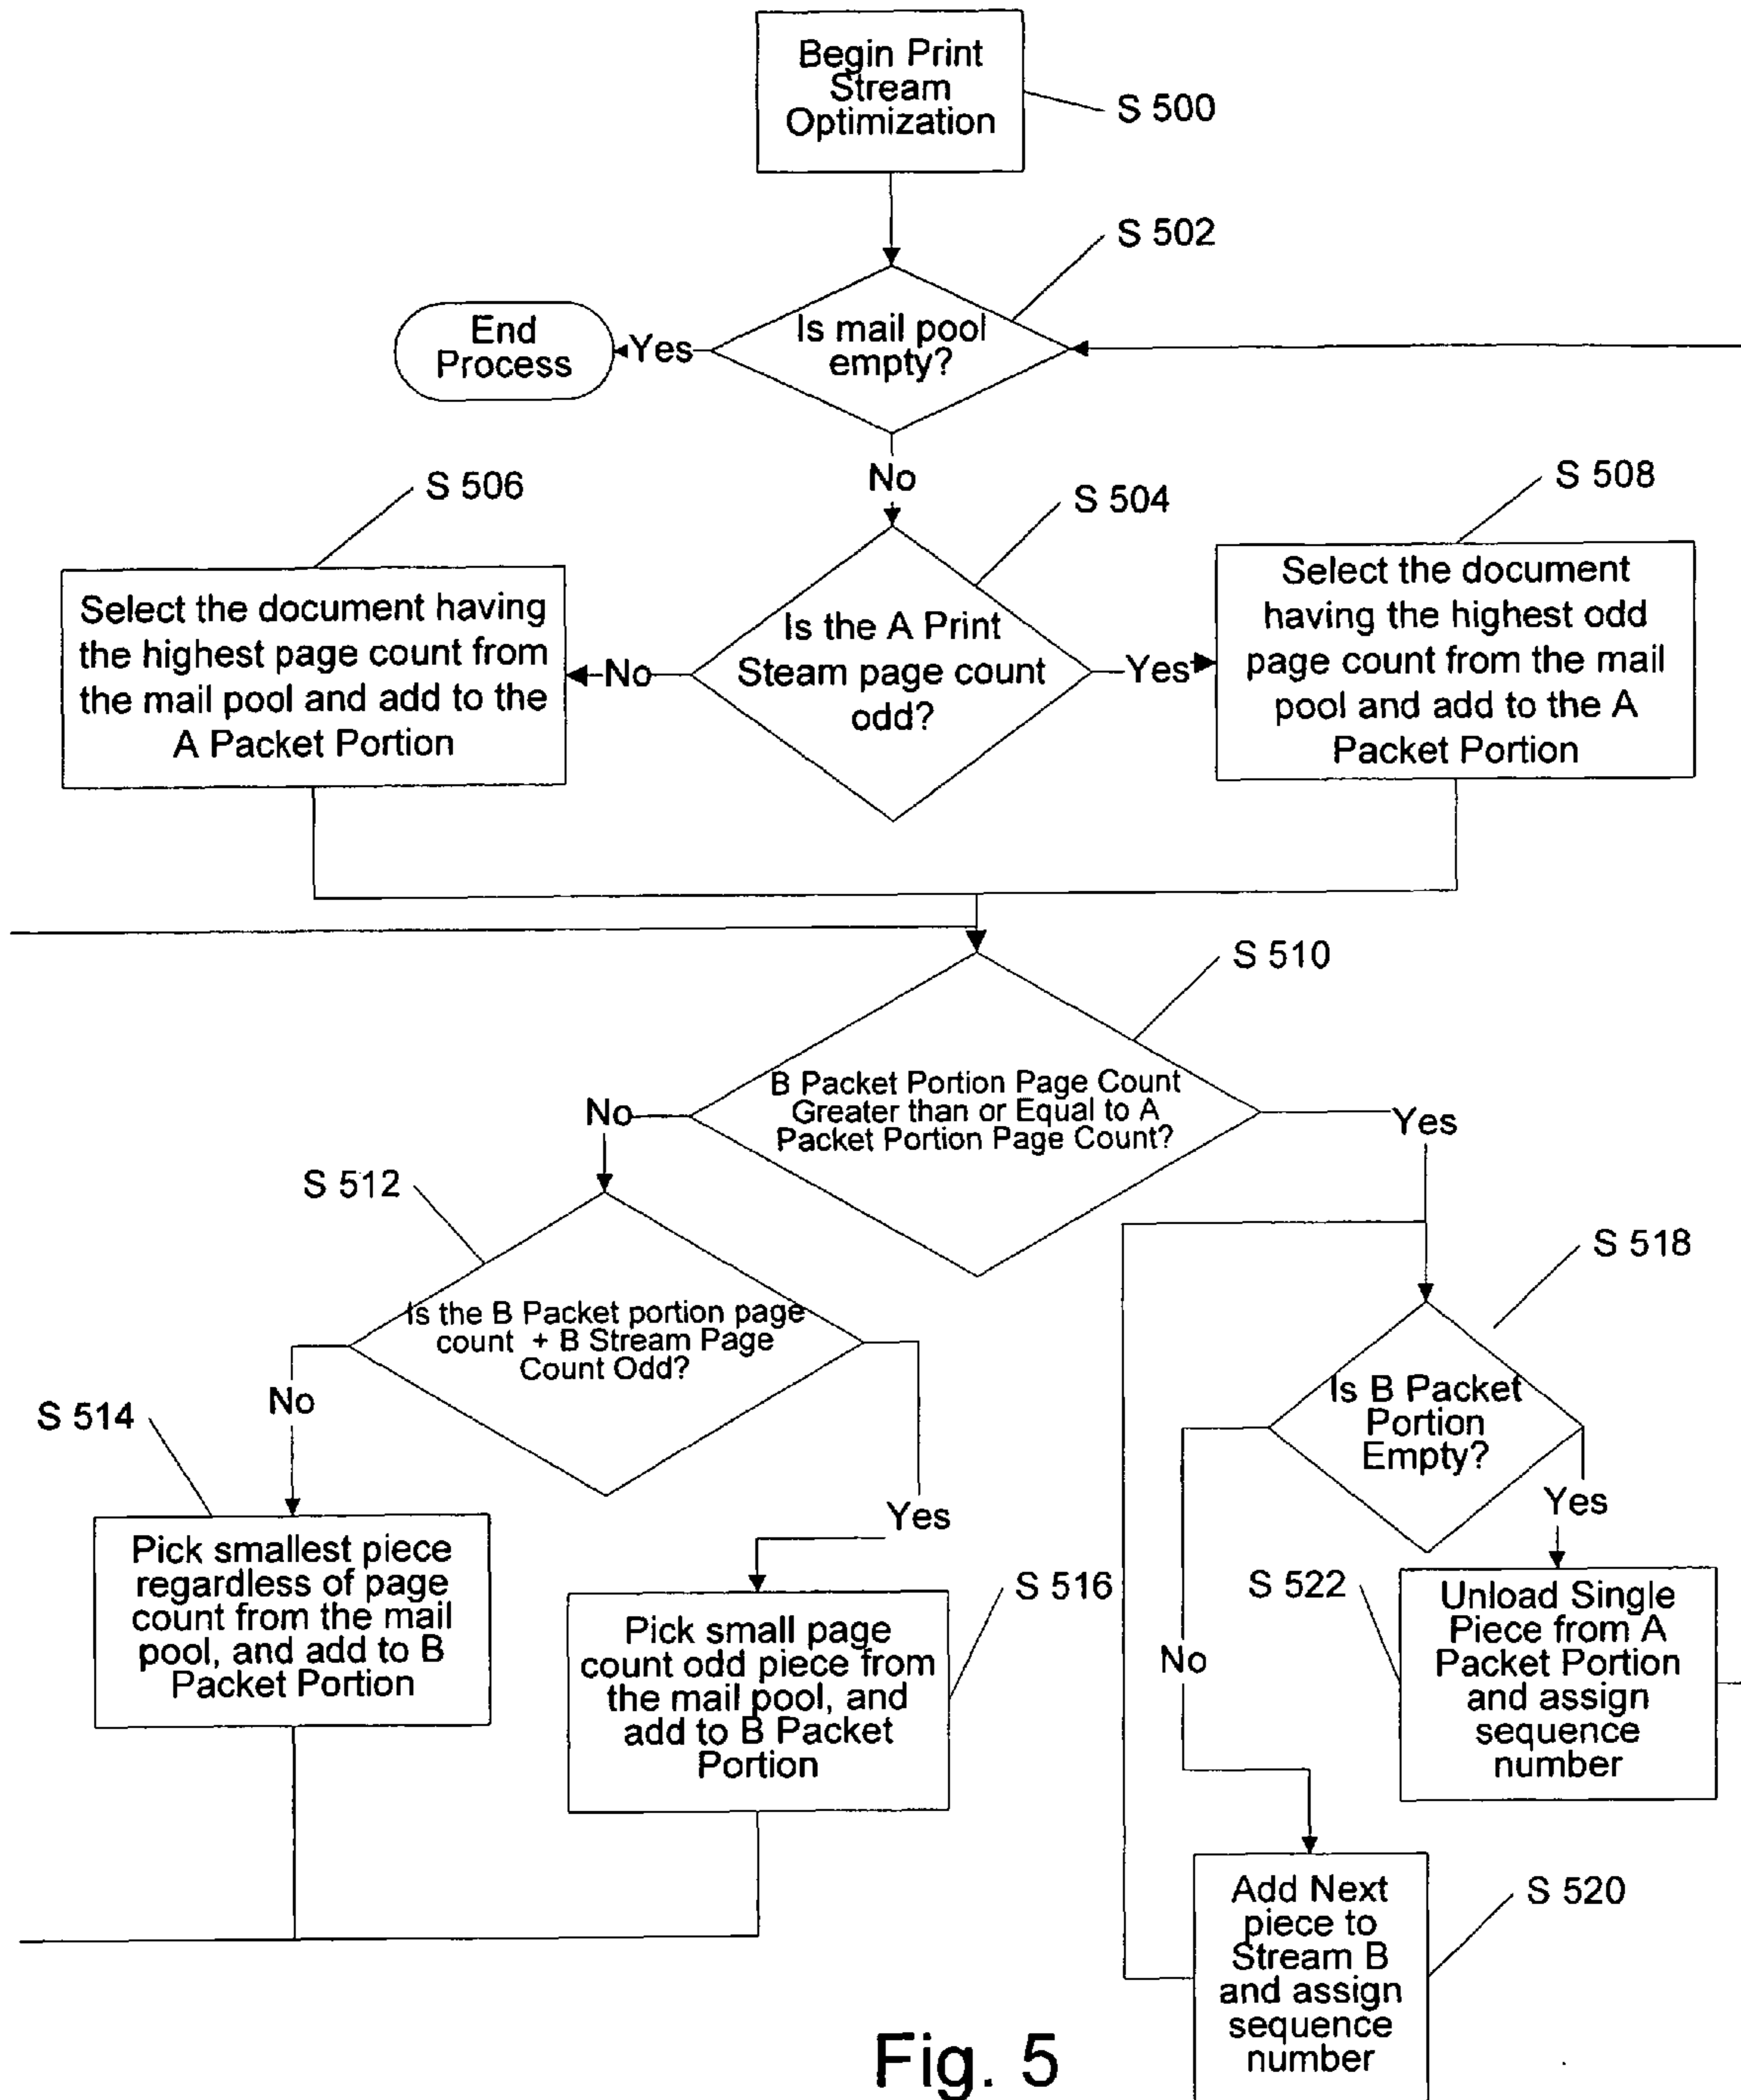 Begin Print
Stream
Optimization
S 500
S 502
Is mail pool
empty?
Yes
End
Process
No
S 504
S 506
S 508
Select the document having
the highest page count from
the mail pool and add to the
A Packet Portion
No
Is the A Print
Steam page count
odd?
Yes
Select the document
having the highest odd
page count from the mail
pool and add to the A
Packet Portion
S 510
B Packet Portion Page Count
Greater than or Equal to A
Packet Portion Page Count?
No
Yes
S 512
Is the B Packet portion page
count + B Stream Page
Count Odd?
No
Yes
S 514
Pick smallest piece
regardless of page
count from the mail
pool, and add to B
Packet Portion
S 516
Pick small page
count odd piece from
the mail pool, and
add to B Packet
Portion
S 518
Is B Packet
Portion
Empty?
Yes
No
S 522
Unload Single
Piece from A
Packet Portion
and assign
sequence
number
S 520
Add Next
piece to
Stream B
and assign
sequence
number
Fig. 5